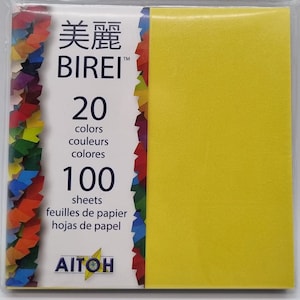 美麗
BIREI™
20
colors
couleurs
colores
100
sheets
feuilles de papier
hojas de papel
AITOH